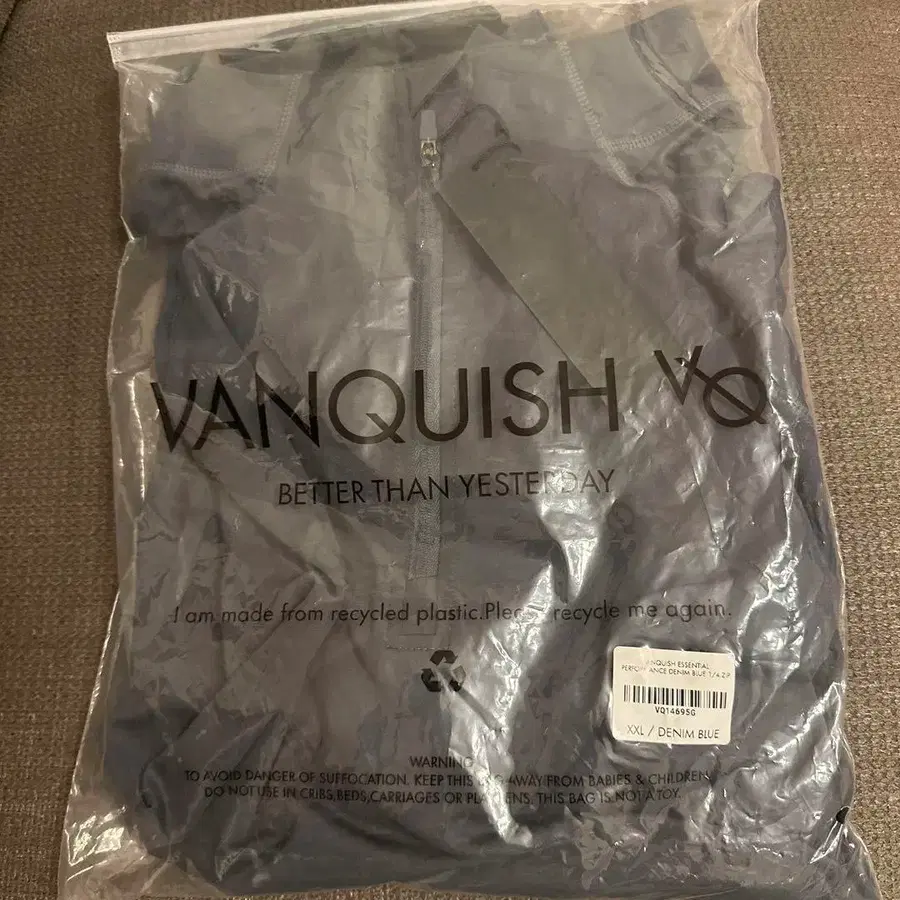 VANQUISH VQ
BETTER THAN YESTERDAY
I am made from recycled plastic.Please recycle me again.
VANQUISH ESSENTIAL
PERFORMANCE DENIM BLUE 1/4 ZIP
VQ14695G
XXL / DENIM BLUE
WARNING
TO AVOID DANGER OF SUFFOCATION. KEEP THIS BAG AWAY FROM BABIES & CHILDREN.
DO NOT USE IN CRIBS,BEDS,CARRIAGES OR PLAYPENS. THIS BAG IS NOT A TOY.